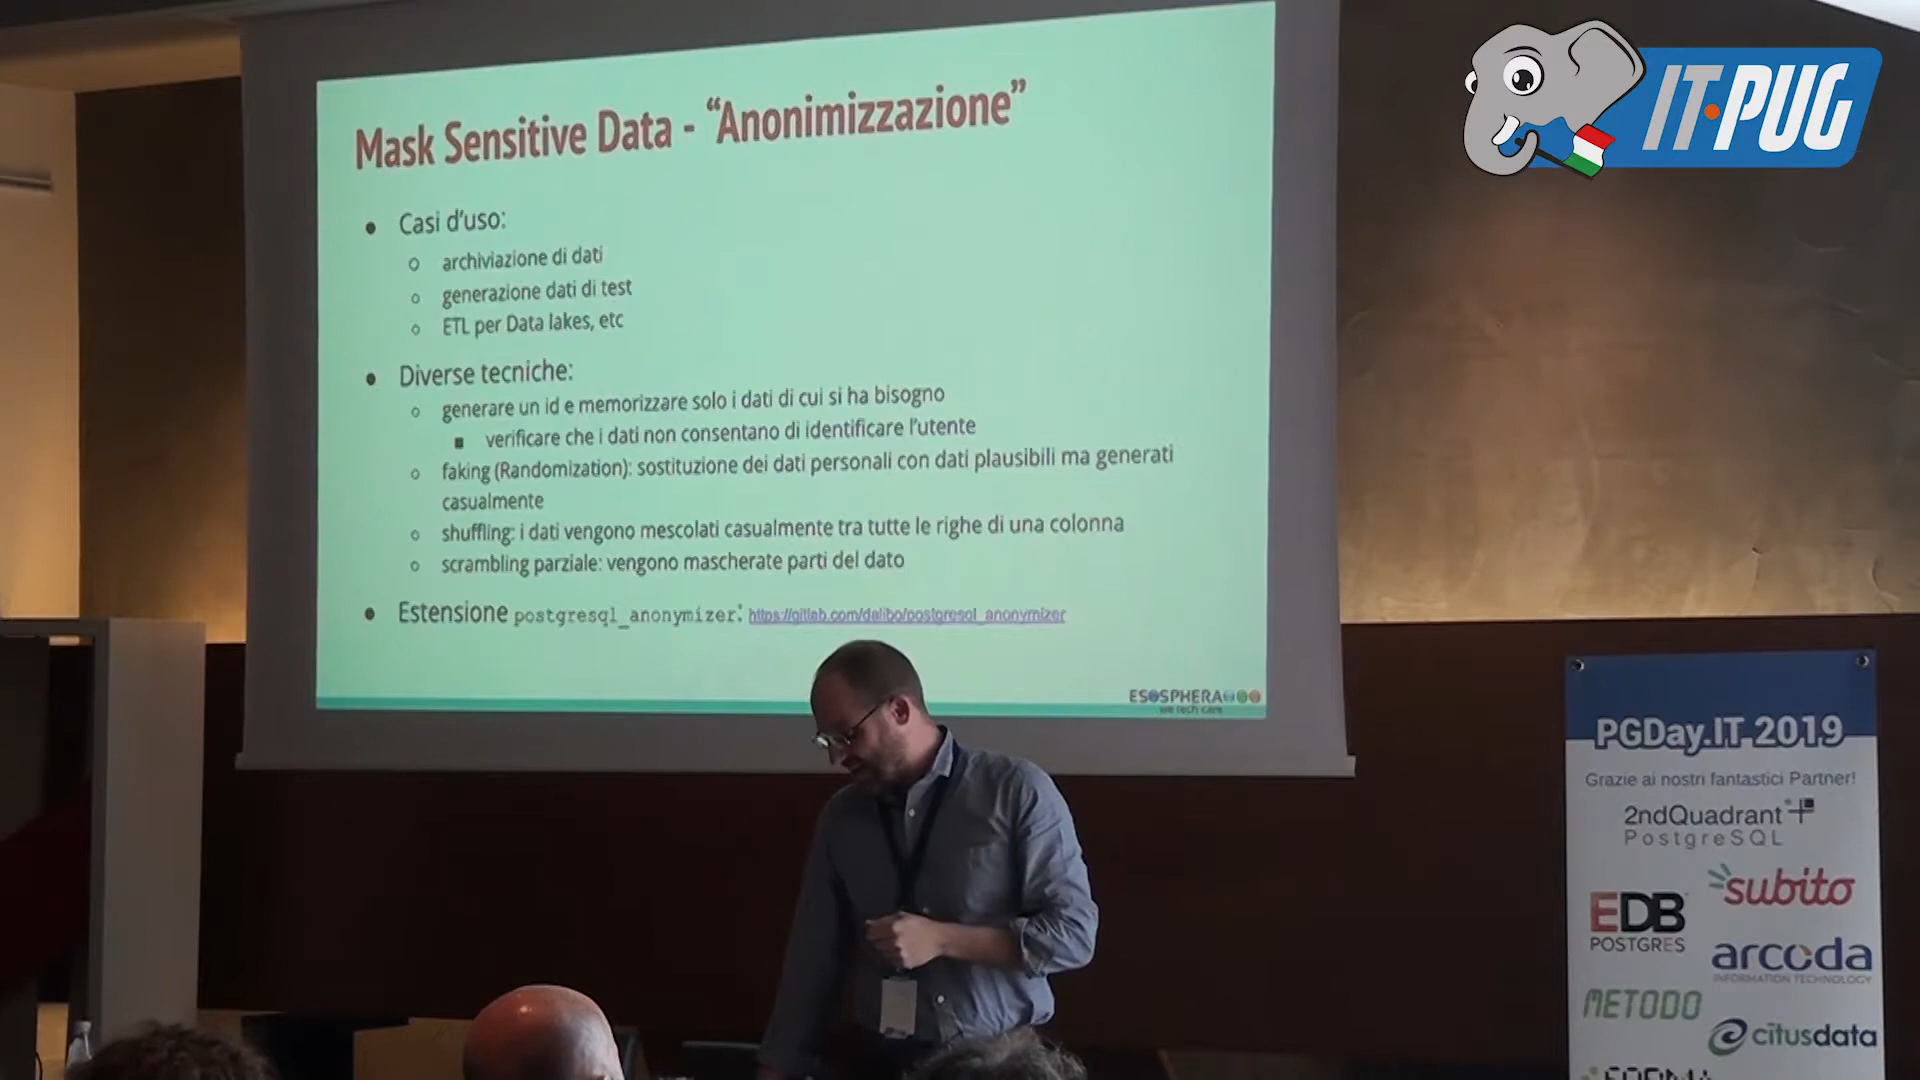 Mask Sensitive Data - “Anonimizzazione”
Casi d’uso:
archiviazione di dati
generazione dati di test
ETL per Data lakes, etc
Diverse tecniche:
generare un id e memorizzare solo i dati di cui si ha bisogno
verificare che i dati non consentano di identificare l’utente
faking (Randomization): sostituzione dei dati personali con dati plausibili ma generati
casualmente
shuffling: i dati vengono mescolati casualmente tra tutte le righe di una colonna
scrambling parziale: vengono mascherate parti del dato
Estensione postgresql_anonymizer: https://gitlab.com/dalibo/postgresql_anonymizer
ESOSPHERA
we tech care
IT-PUG
PGDay.IT 2019
Grazie ai nostri fantastici Partner!
2ndQuadrant
PostgreSQL
subito
EDB
POSTGRES
arcoda
INFORMATION TECHNOLOGY
METODO
citusdata